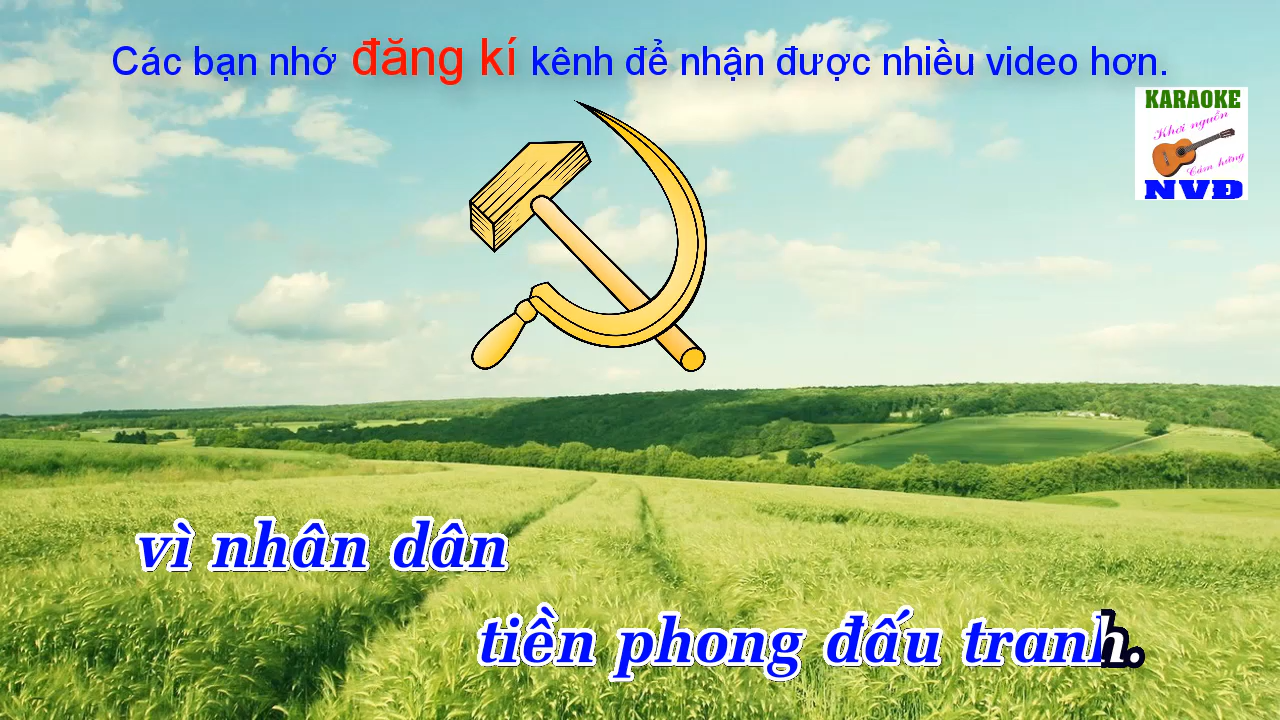 Các bạn nhớ đăng kí kênh để nhận được nhiều video hơn.
KARAOKE
Khơi nguồn
Cảm hứng
NVĐ
vì nhân dân
tiền phong đấu tranh.